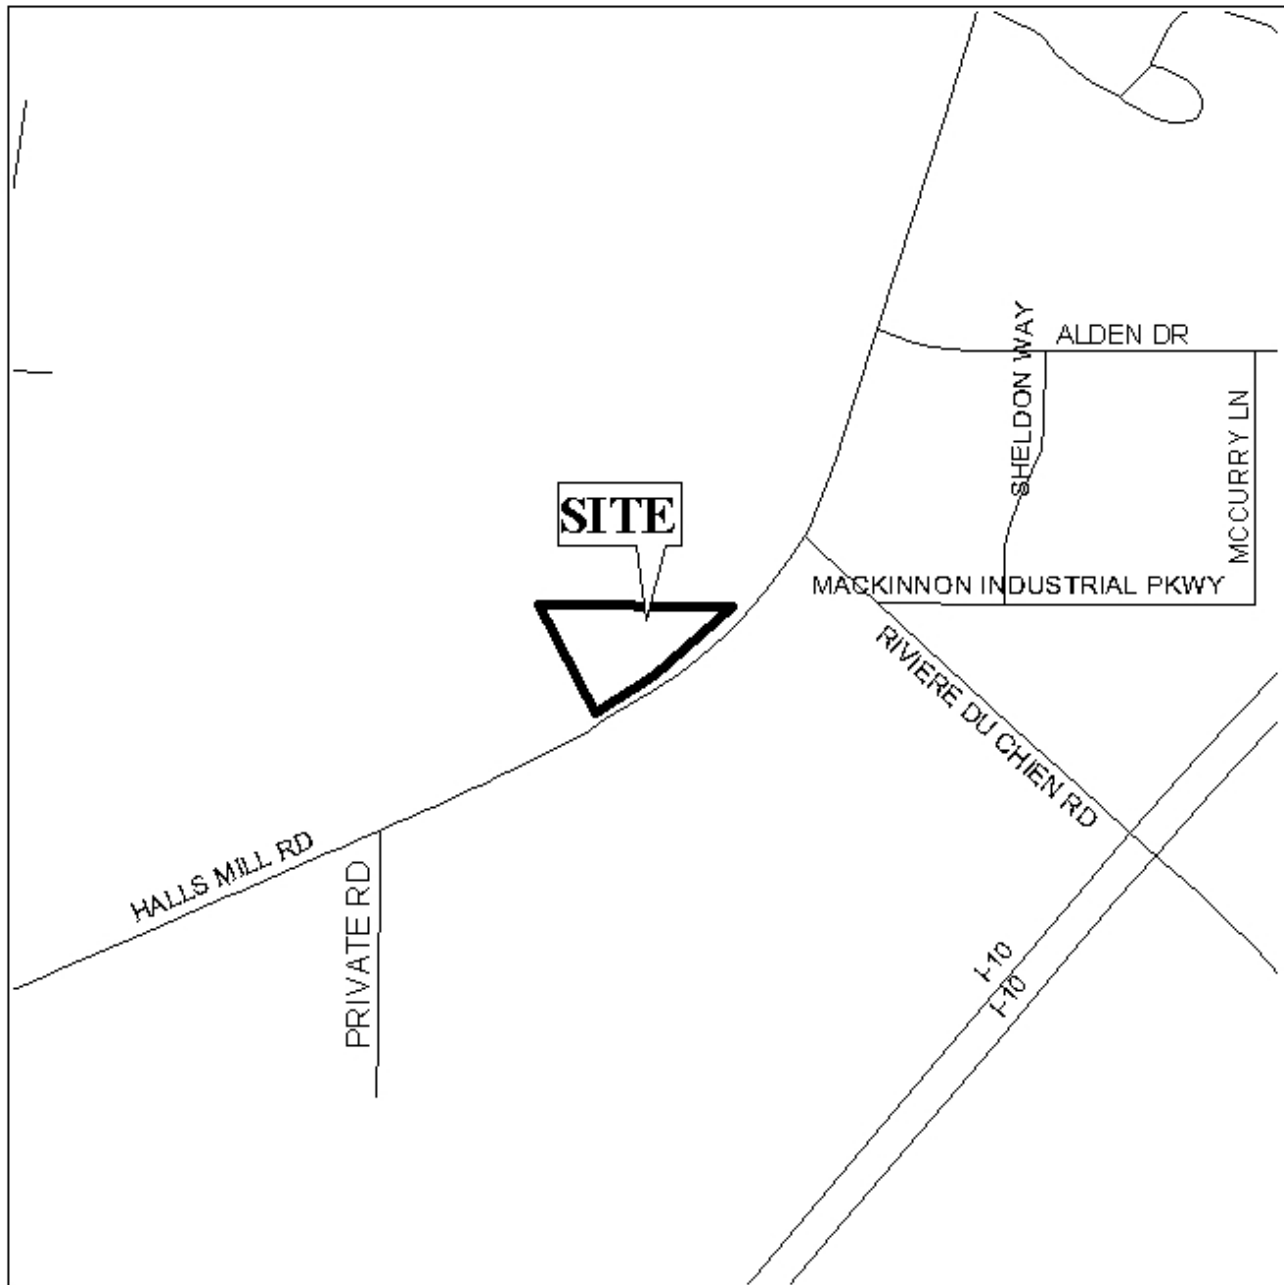 ALDEN DR
SHELDON WAY
MCCURRY LN
SITE
MACKINNON INDUSTRIAL PKWY
RIVIERE DU CHIEN RD
HALLS MILL RD
PRIVATE RD
I-10
I-10